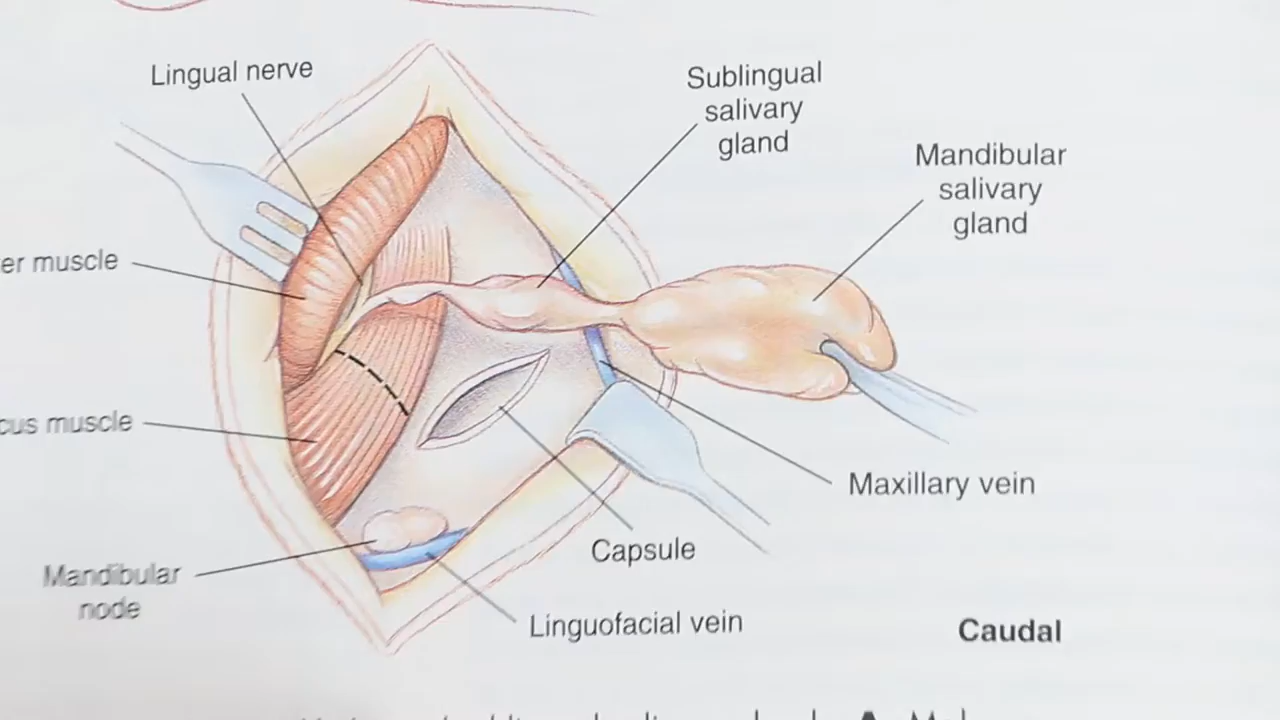 Lingual nerve
Sublingual
salivary
gland
Mandibular
salivary
gland
er muscle
cus muscle
Maxillary vein
Capsule
Mandibular
node
Linguofacial vein
Caudal